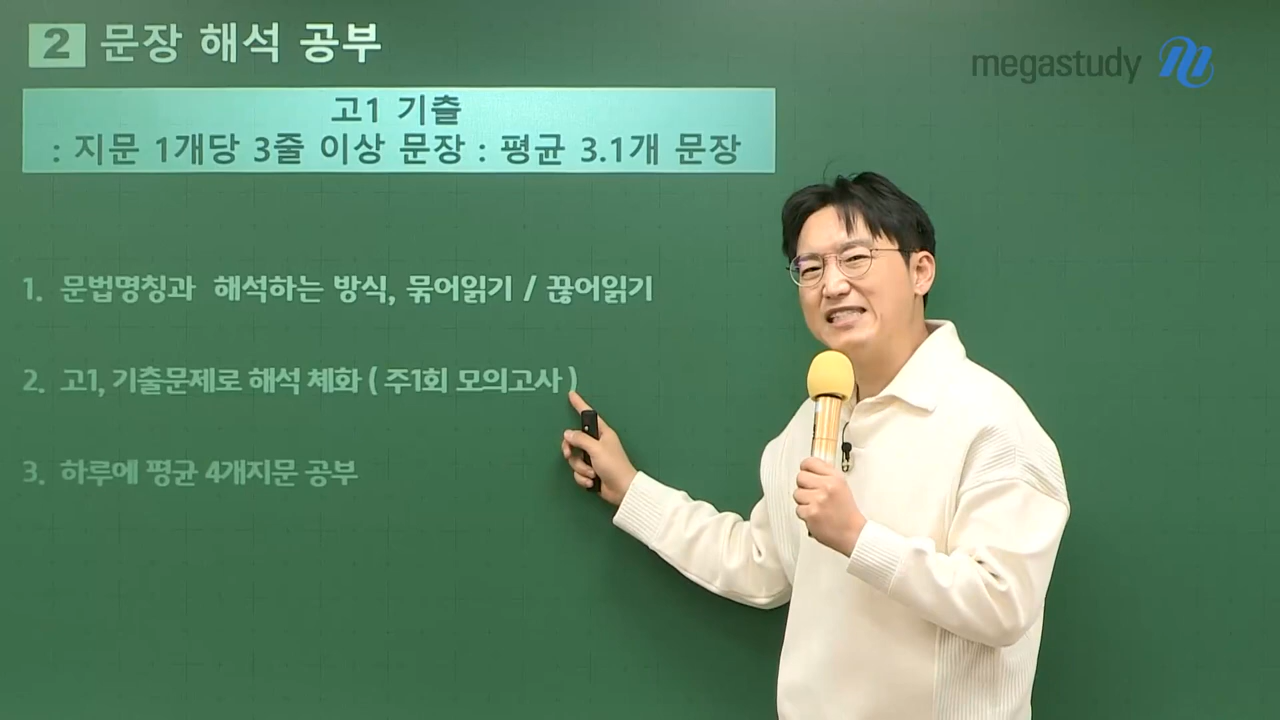 2 문장 해석 공부
megastudy
고1 기출
: 지문 1개당 3줄 이상 문장 : 평균 3.1개 문장
1. 문법명칭과 해석하는 방식, 묶어읽기 / 끊어읽기
2. 고1, 기출문제로 해석 체화 ( 주1회 모의고사 )
3. 하루에 평균 4개지문 공부